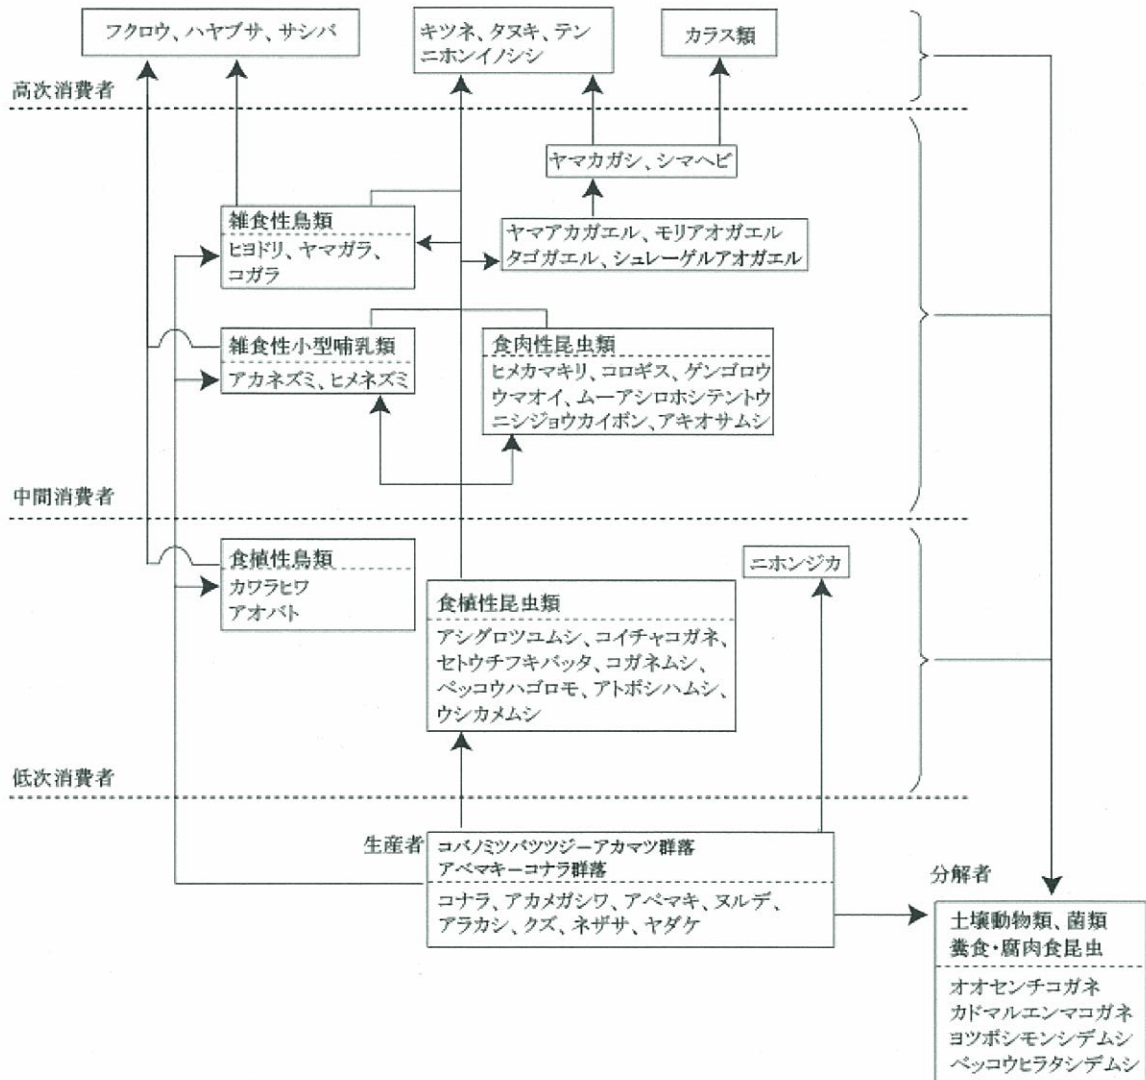 フクロウ、ハヤブサ、サシバ
キツネ、タヌキ、テン
ニホンイノシシ
カラス類
高次消費者
ヤマカガシ、シマヘビ
雑食性鳥類
ヒヨドリ、ヤマガラ、
コガラ
ヤマアカガエル、モリアオガエル
タゴガエル、シュレーゲルアオガエル
雑食性小型哺乳類
アカネズミ、ヒメネズミ
食肉性昆虫類
ヒメカマキリ、コロギス、ゲンゴロウ
ウマオイ、ムーアシロホシテントウ
ニシジョウカイボン、アキオサムシ
中間消費者
食植性鳥類
カワラヒワ
アオバト
ニホンジカ
食植性昆虫類
アシグロツユムシ、コイチャコガネ、
セトウチフキバッタ、コガネムシ、
ベッコウハゴロモ、アトボシハムシ、
ウシカメムシ
低次消費者
生産者
コバノミツバツツジーアカマツ群落
アベマキーコナラ群落
コナラ、アカメガシワ、アベマキ、ヌルデ、
アラカシ、クズ、ネザサ、ヤダケ
分解者
土壌動物類、菌類
糞食・腐肉食昆虫
オオセンチコガネ
カドマルエンマコガネ
ヨツボシモンシデムシ
ベッコウヒラタシデムシ